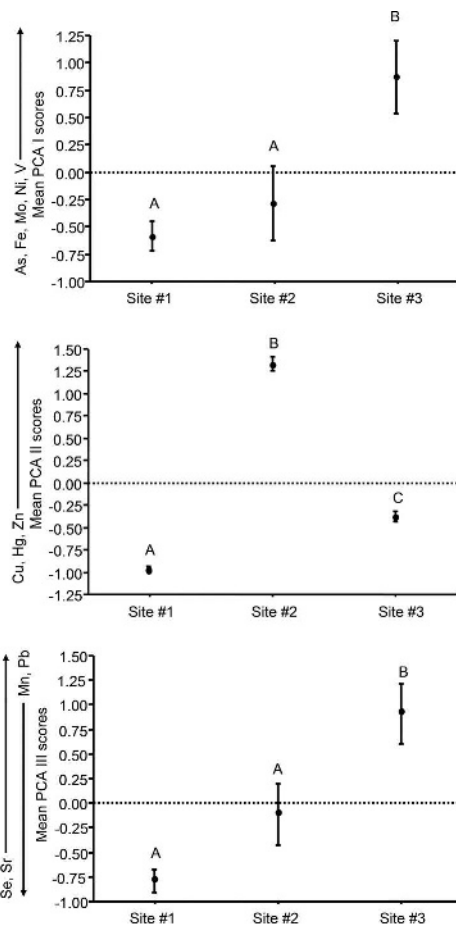 As, Fe, Mo, Ni, V
Mean PCA I scores
1.25
1.00
0.75
0.50
0.25
0.00
-0.25
-0.50
-0.75
-1.00
A
A
B
Site #1
Site #2
Site #3
Cu, Hg, Zn
Mean PCA II scores
1.50
1.25
1.00
0.75
0.50
0.25
0.00
-0.25
-0.50
-0.75
-1.00
-1.25
A
B
C
Site #1
Site #2
Site #3
Se, Sr
Mn, Pb
Mean PCA III scores
1.50
1.25
1.00
0.75
0.50
0.25
0.00
-0.25
-0.50
-0.75
-1.00
A
A
B
Site #1
Site #2
Site #3